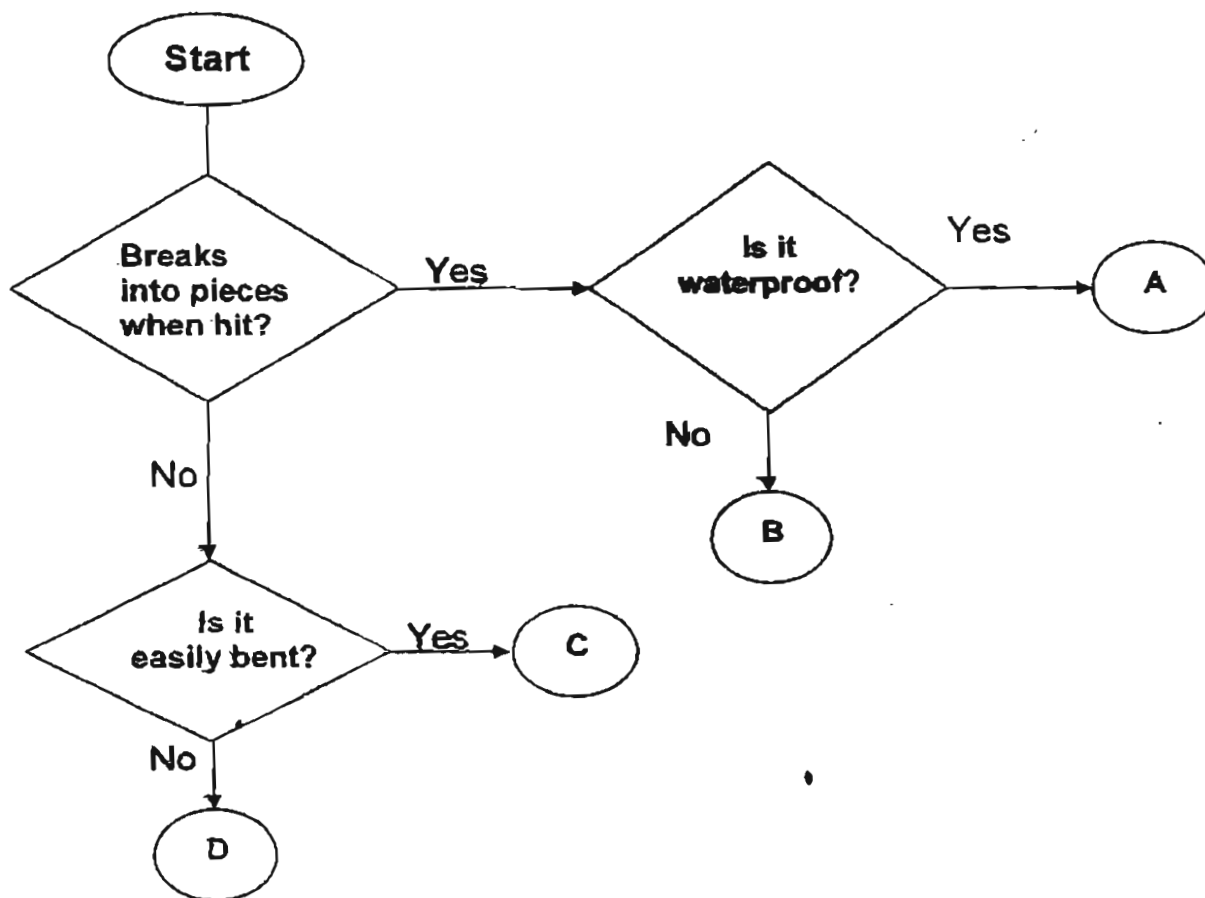 Start
Breaks
into pieces
when hit?
Yes
Is it
waterproof?
Yes
A
No
B
No
Is it
easily bent?
Yes
C
No
D